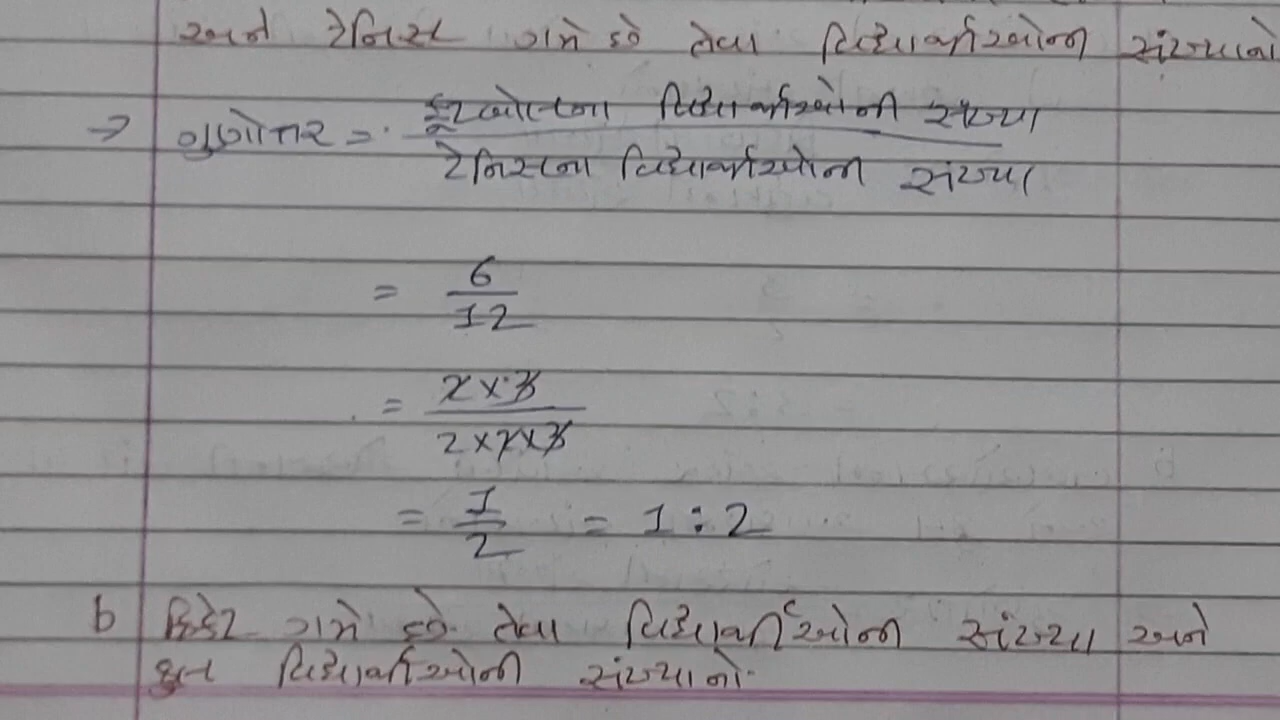 અને ટેનિસ ગમે છે તેવા વિદ્યાર્થીઓની સંખ્યાનો
→ ગુણોત્તર = ફૂટબોલના વિદ્યાર્થીઓની સંખ્યા
ટેનિસના વિદ્યાર્થીઓની સંખ્યા
= 6
12
= 2 × 3
2 × 2 × 3
= 1/2 = 1 : 2
b ક્રિકેટ ગમે છે તેવા વિદ્યાર્થીઓની સંખ્યા અને
કુલ વિદ્યાર્થીઓની સંખ્યાનો.